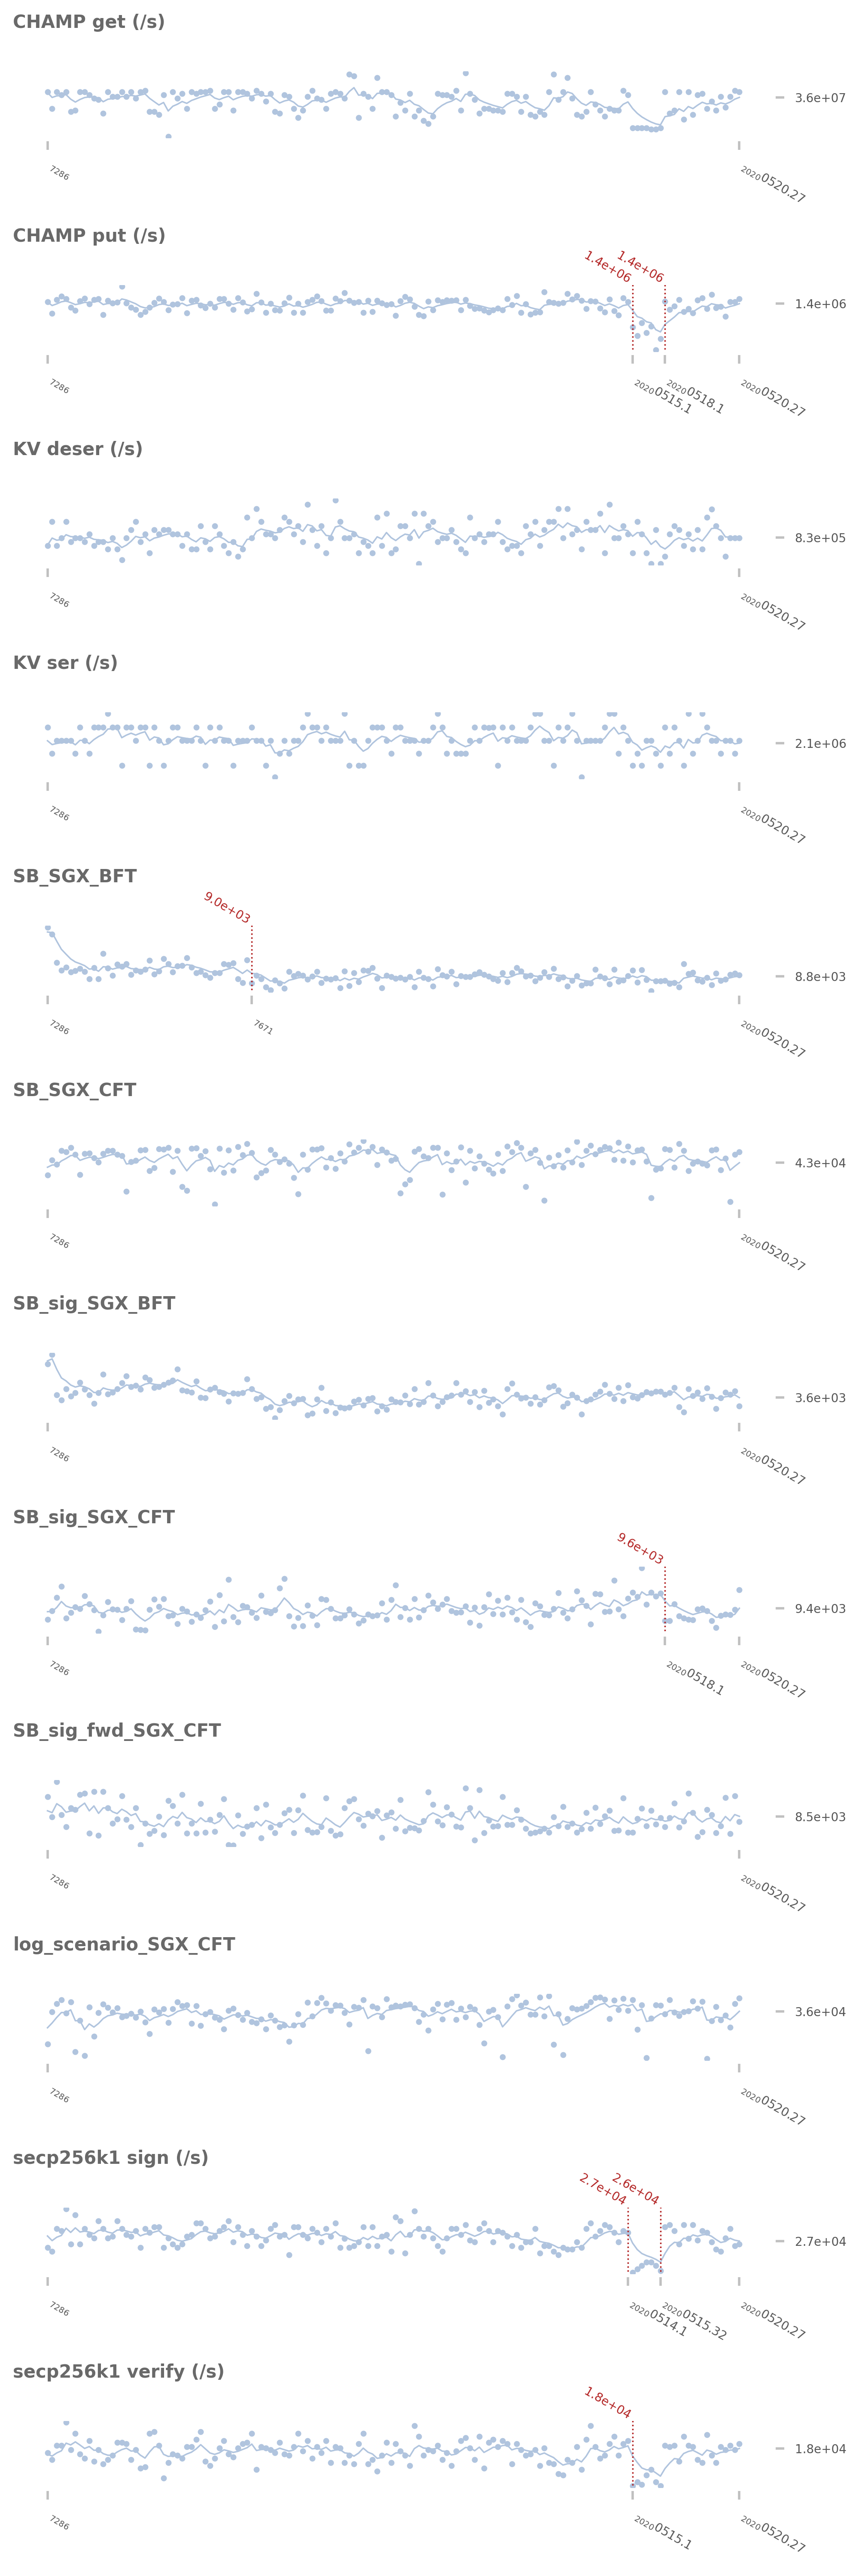 CHAMP get (/s)
3.6e+07
7286
20200520.27
CHAMP put (/s)
1.4e+06
1.4e+06
1.4e+06
7286
20200515.1
20200518.1
20200520.27
KV deser (/s)
8.3e+05
7286
20200520.27
KV ser (/s)
2.1e+06
7286
20200520.27
SB_SGX_BFT
9.0e+03
8.8e+03
7286
7671
20200520.27
SB_SGX_CFT
4.3e+04
7286
20200520.27
SB_sig_SGX_BFT
3.6e+03
7286
20200520.27
SB_sig_SGX_CFT
9.6e+03
9.4e+03
7286
20200518.1
20200520.27
SB_sig_fwd_SGX_CFT
8.5e+03
7286
20200520.27
log_scenario_SGX_CFT
3.6e+04
7286
20200520.27
secp256k1 sign (/s)
2.7e+04
2.6e+04
2.7e+04
7286
20200514.1
20200515.32
20200520.27
secp256k1 verify (/s)
1.8e+04
1.8e+04
7286
20200515.1
20200520.27